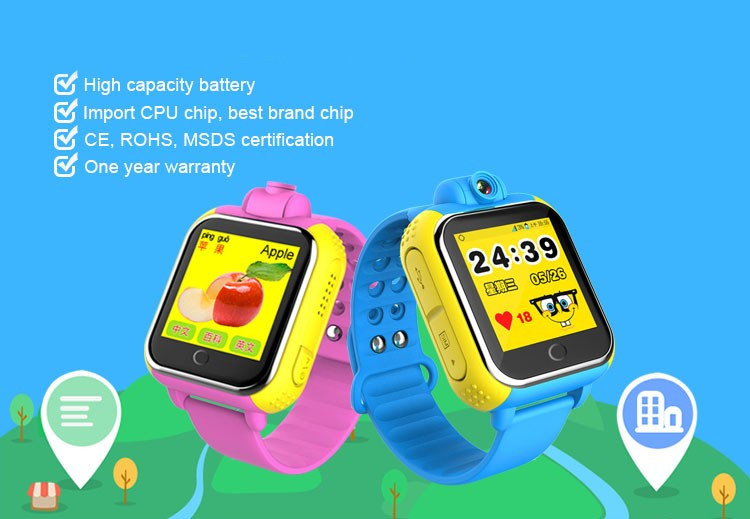 High capacity battery
Import CPU chip, best brand chip
CE, ROHS, MSDS certification
One year warranty
píng guǒ
苹 果
Apple
中文
百科
英文
24:39
星期三
05/26
18